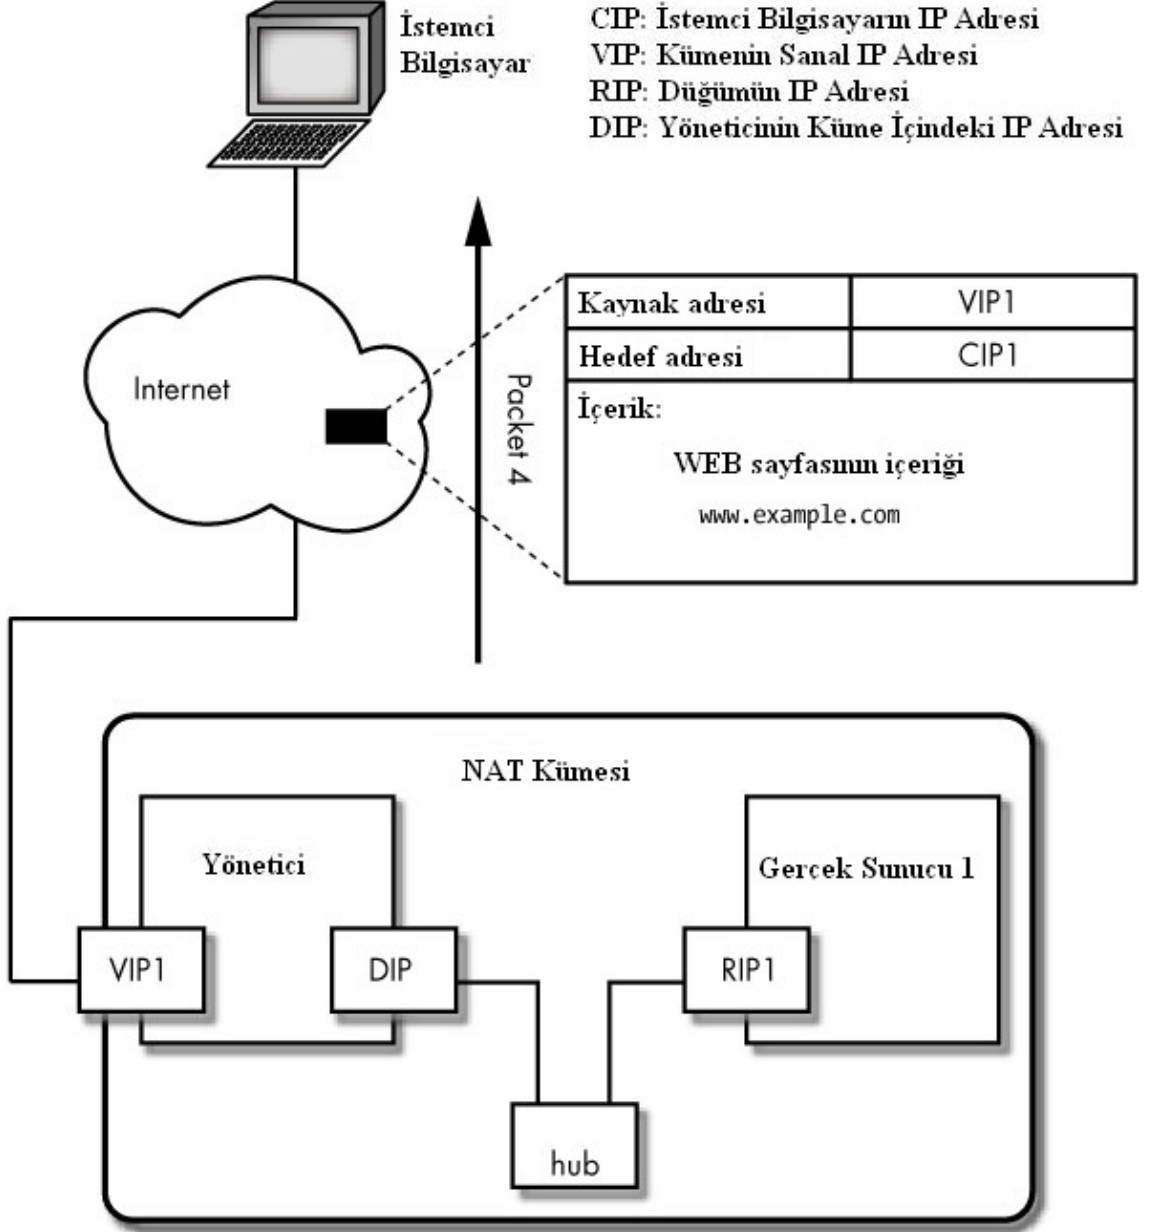 İstemci
Bilgisayar
CIP: İstemci Bilgisayarın IP Adresi
VIP: Kümenin Sanal IP Adresi
RIP: Düğümün IP Adresi
DIP: Yöneticinin Küme İçindeki IP Adresi
Internet
Packet 4
Kaynak adresi VIP1
Hedef adresi CIP1
İçerik:
WEB sayfasının içeriği
www.example.com
NAT Kümesi
Yönetici
Gerçek Sunucu 1
VIP1
DIP
RIP1
hub